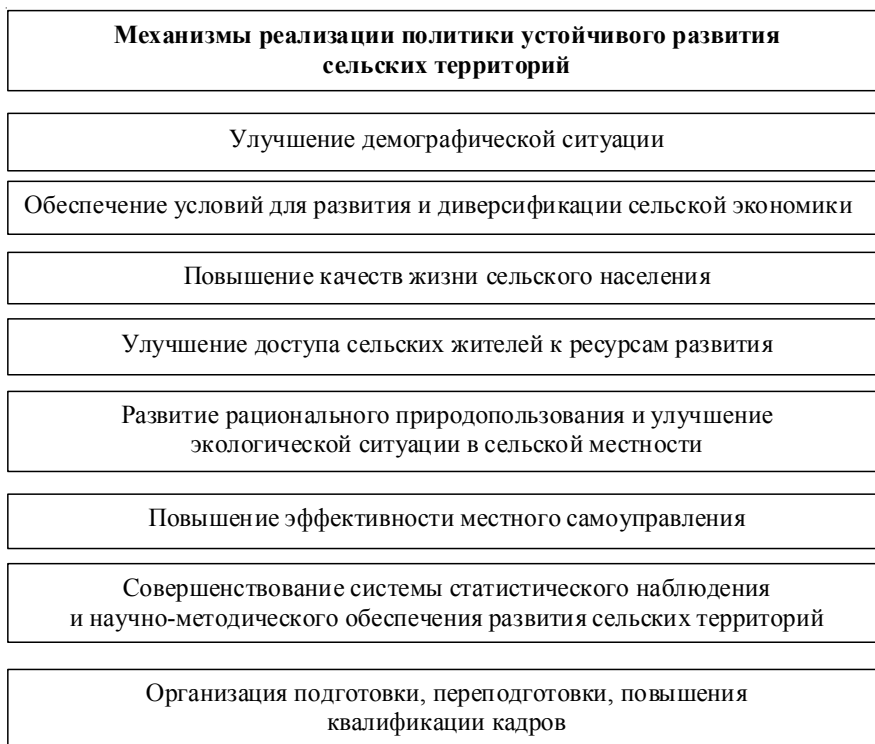 Механизмы реализации политики устойчивого развития
сельских территорий
Улучшение демографической ситуации
Обеспечение условий для развития и диверсификации сельской экономики
Повышение качеств жизни сельского населения
Улучшение доступа сельских жителей к ресурсам развития
Развитие рационального природопользования и улучшение
экологической ситуации в сельской местности
Повышение эффективности местного самоуправления
Совершенствование системы статистического наблюдения
и научно-методического обеспечения развития сельских территорий
Организация подготовки, переподготовки, повышения
квалификации кадров